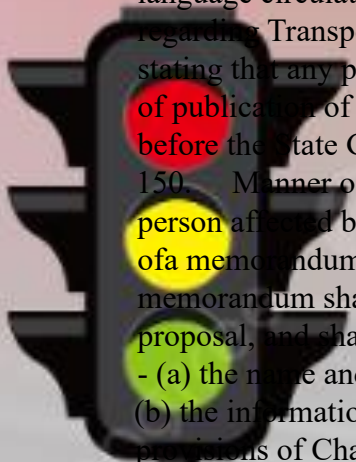 language circulat
regarding Transp
stating that any p
of publication of
before the State G
150. Manner o
person affected b
ofa memorandum
memorandum sha
proposal, and sha
- (a) the name and
(b) the informatio
provisions of Cha